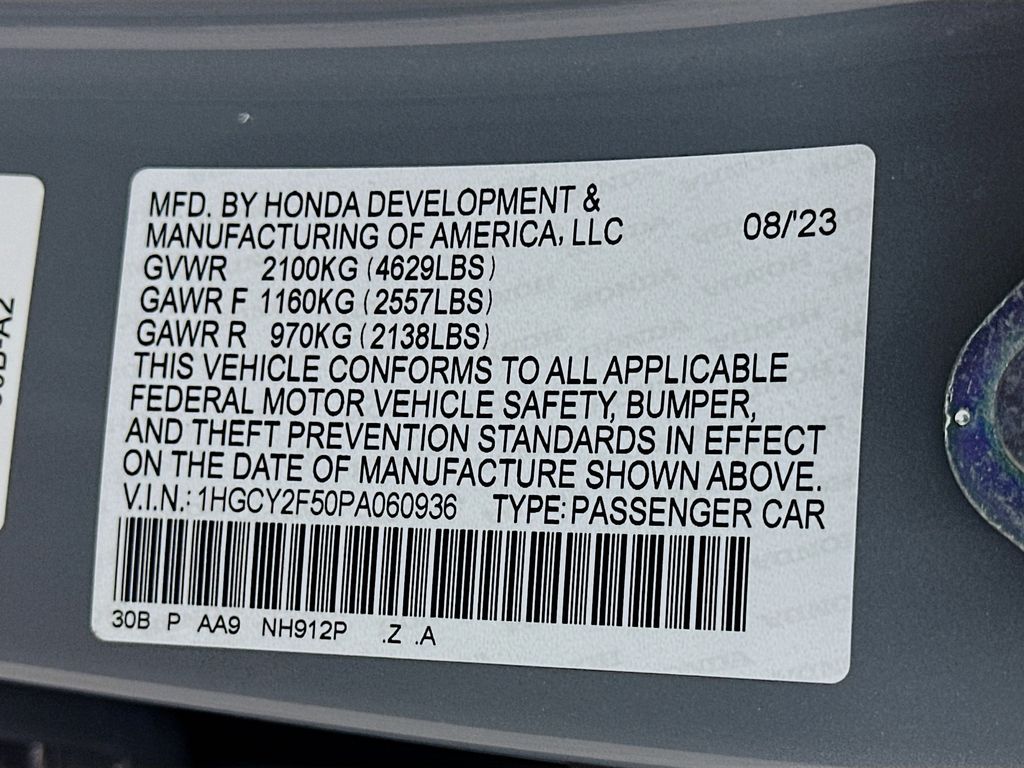 MFD. BY HONDA DEVELOPMENT &
MANUFACTURING OF AMERICA, LLC 08/'23
GVWR 2100KG (4629LBS)
GAWR F 1160KG (2557LBS)
GAWR R 970KG (2138LBS)
THIS VEHICLE CONFORMS TO ALL APPLICABLE
FEDERAL MOTOR VEHICLE SAFETY, BUMPER,
AND THEFT PREVENTION STANDARDS IN EFFECT
ON THE DATE OF MANUFACTURE SHOWN ABOVE.
V.I.N.: 1HGCY2F50PA060936 TYPE: PASSENGER CAR
30B P AA9 NH912P .Z .A